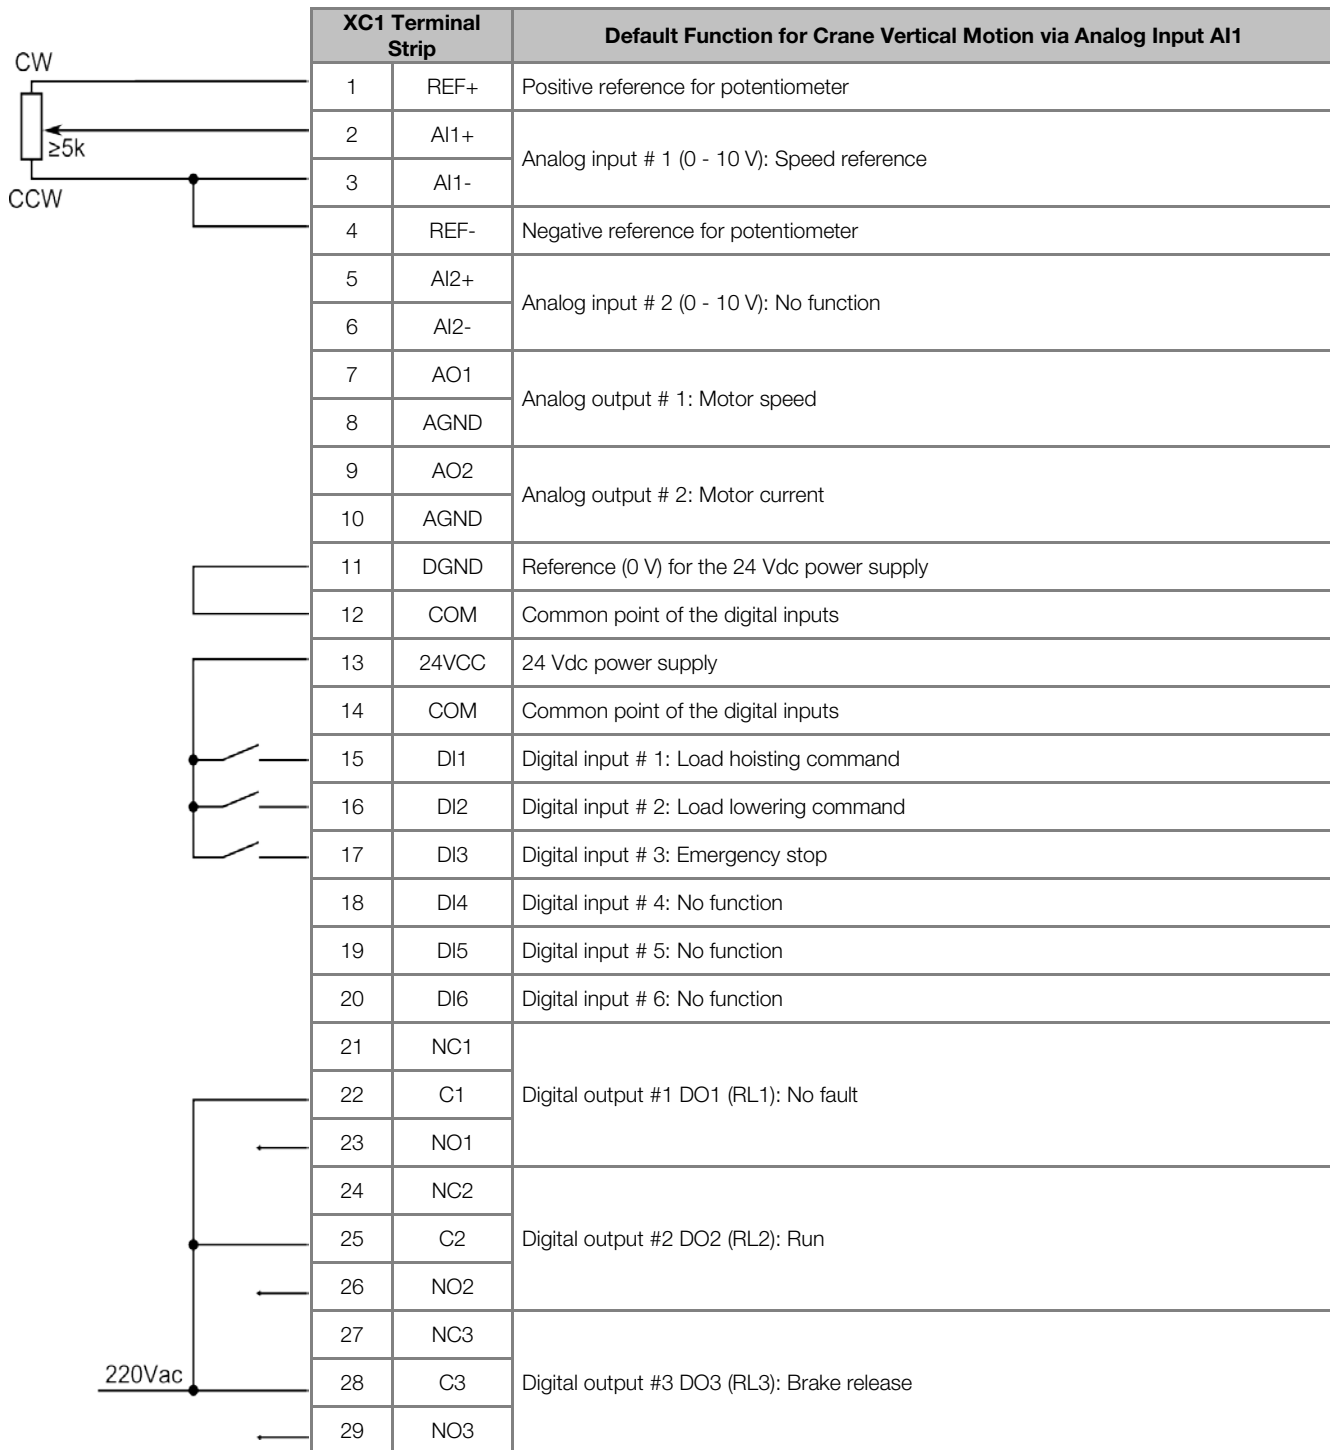 XC1 Terminal Strip Default Function for Crane Vertical Motion via Analog Input AI1
CW
1 REF+ Positive reference for potentiometer
2 AI1+ Analog input # 1 (0 - 10 V): Speed reference
≥5k
3 AI1-
CCW
4 REF- Negative reference for potentiometer
5 AI2+ Analog input # 2 (0 - 10 V): No function
6 AI2-
7 AO1 Analog output # 1: Motor speed
8 AGND
9 AO2 Analog output # 2: Motor current
10 AGND
11 DGND Reference (0 V) for the 24 Vdc power supply
12 COM Common point of the digital inputs
13 24VCC 24 Vdc power supply
14 COM Common point of the digital inputs
15 DI1 Digital input # 1: Load hoisting command
16 DI2 Digital input # 2: Load lowering command
17 DI3 Digital input # 3: Emergency stop
18 DI4 Digital input # 4: No function
19 DI5 Digital input # 5: No function
20 DI6 Digital input # 6: No function
21 NC1
22 C1 Digital output #1 DO1 (RL1): No fault
23 NO1
24 NC2
25 C2 Digital output #2 DO2 (RL2): Run
26 NO2
27 NC3
220Vac
28 C3 Digital output #3 DO3 (RL3): Brake release
29 NO3